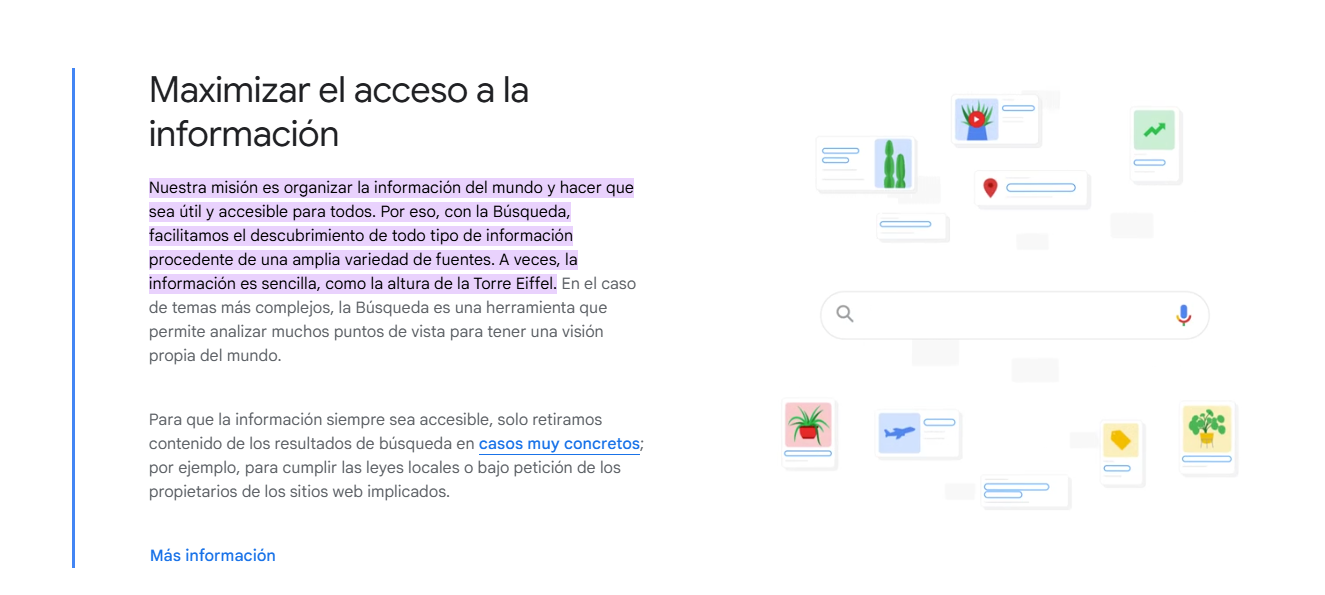 Maximizar el acceso a la
información
Nuestra misión es organizar la información del mundo y hacer que
sea útil y accesible para todos. Por eso, con la Búsqueda,
facilitamos el descubrimiento de todo tipo de información
procedente de una amplia variedad de fuentes. A veces, la
información es sencilla, como la altura de la Torre Eiffel. En el caso
de temas más complejos, la Búsqueda es una herramienta que
permite analizar muchos puntos de vista para tener una visión
propia del mundo.
Para que la información siempre sea accesible, solo retiramos
contenido de los resultados de búsqueda en casos muy concretos;
por ejemplo, para cumplir las leyes locales o bajo petición de los
propietarios de los sitios web implicados.
Más información